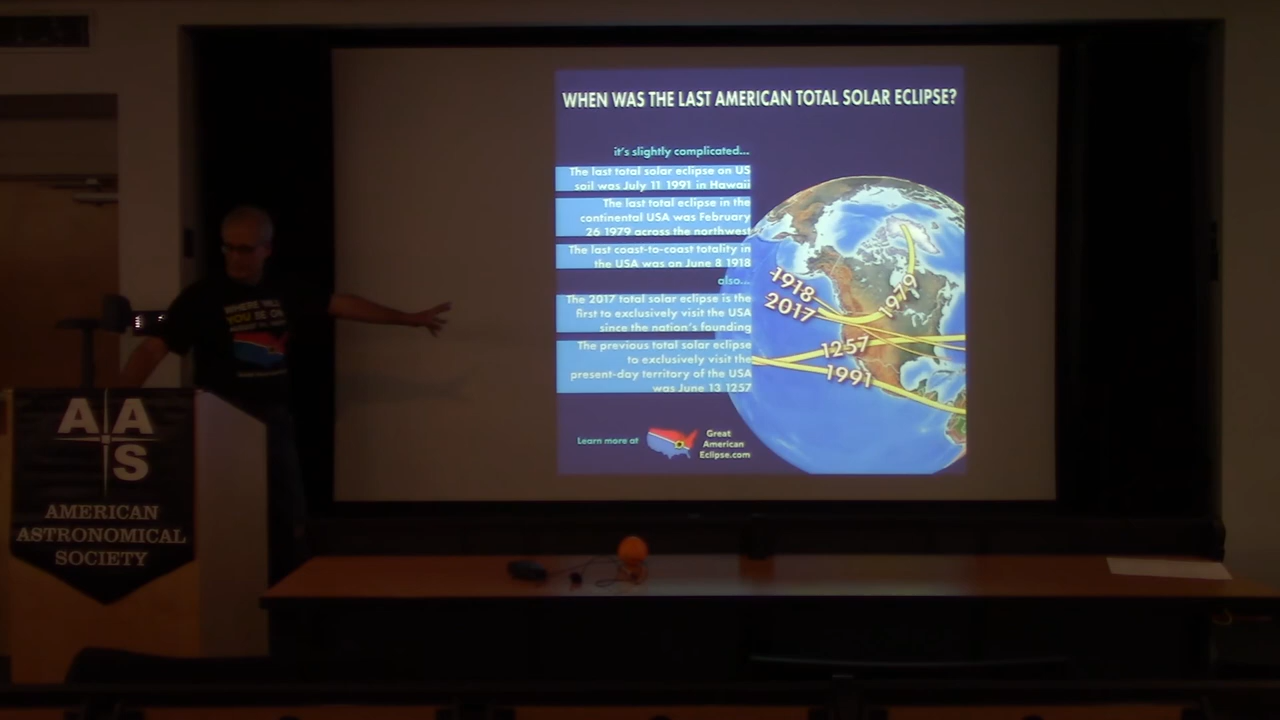 WHEN WAS THE LAST AMERICAN TOTAL SOLAR ECLIPSE?
it's slightly complicated...
The last total solar eclipse on US
soil was July 11 1991 in Hawaii
The last total eclipse in the
continental USA was February
26 1979 across the northwest
The last coast-to-coast totality in
the USA was on June 8 1918
also...
The 2017 total solar eclipse is the
first to exclusively visit the USA
since the nation's founding
The previous total solar eclipse
to exclusively visit the
present-day territory of the USA
was June 13 1257
1918
2017
1979
1257
1991
Learn more at
Great
American
Eclipse.com
WHERE WILL
YOU BE ON
A A
S
AMERICAN
ASTRONOMICAL
SOCIETY